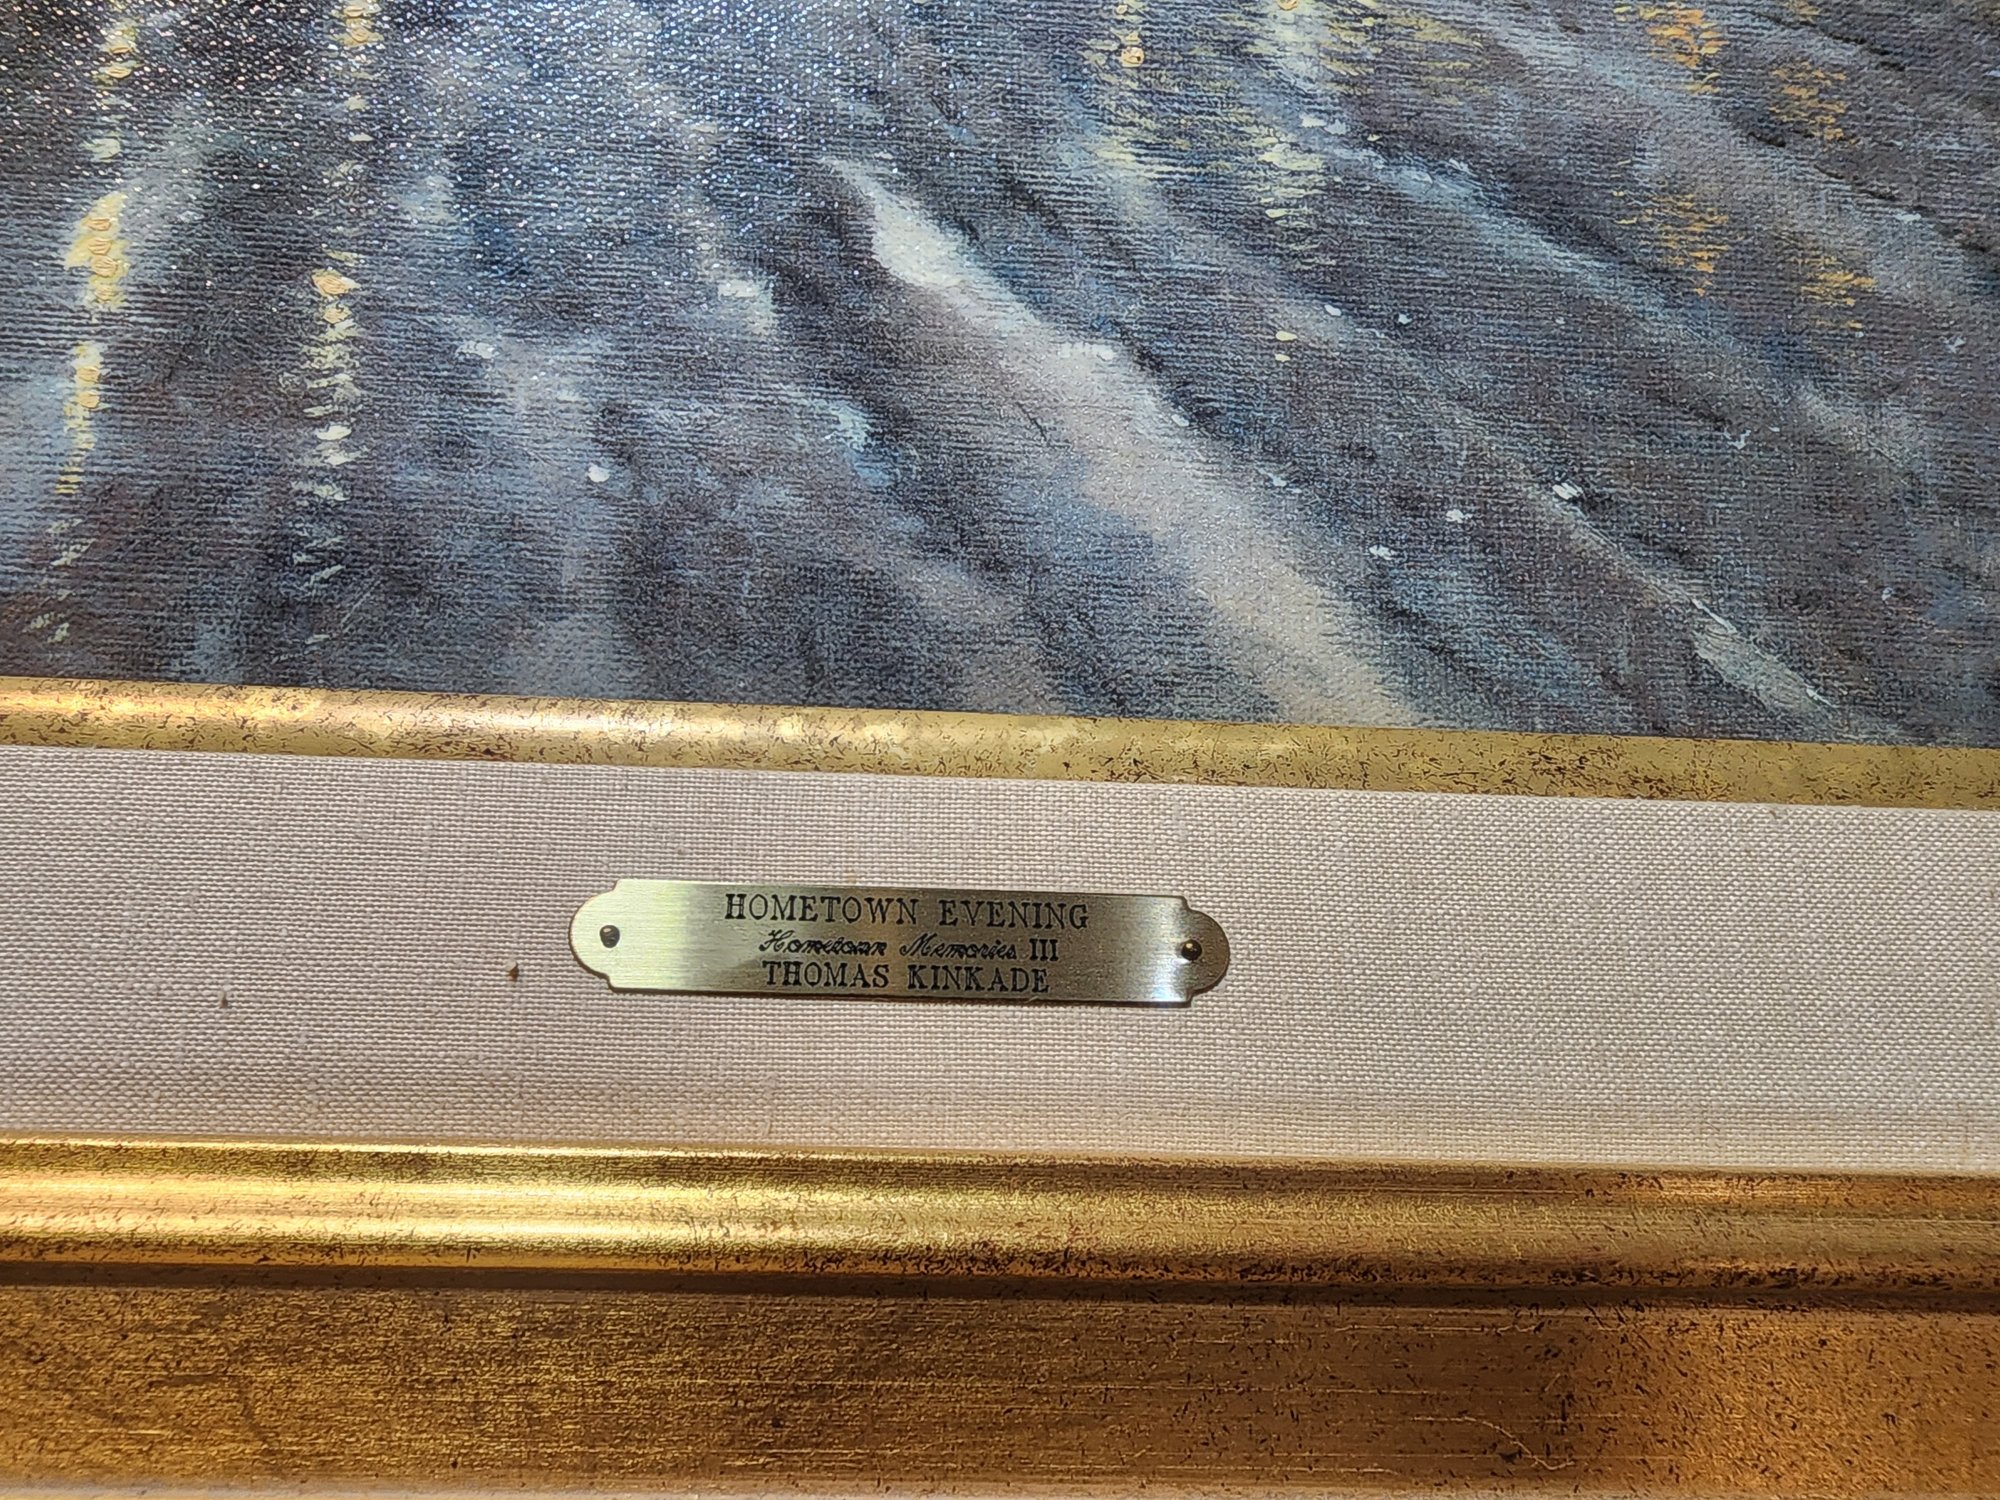 HOMETOWN EVENING
Hometown Memories III
THOMAS KINKADE